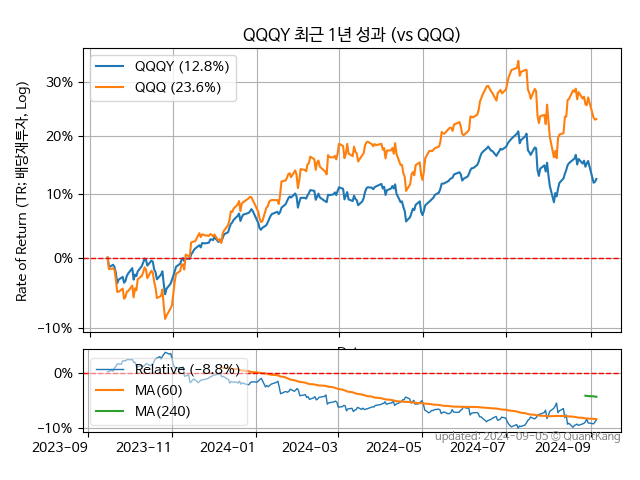 QQQY 최근 1년 성과 (vs QQQ)
QQQY (12.8%)
QQQ (23.6%)
30%
20%
10%
0%
−10%
Rate of Return (TR: 배당재투자, Log)
Relative (−8.8%)
MA(60)
MA(240)
0%
−10%
2023-09
2023-11
2024-01
2024-03
2024-05
2024-07
2024-09
updated: 2024-09-05 © QuantKang